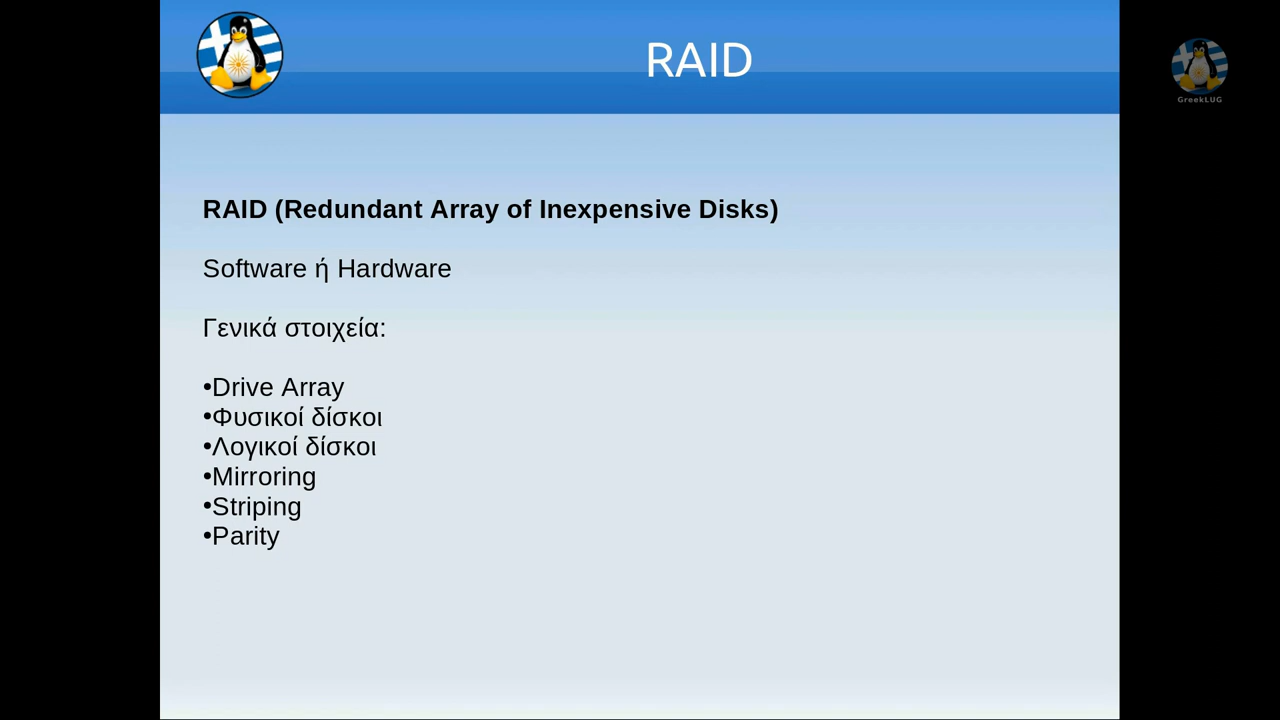 RAID
GreekLUG
RAID (Redundant Array of Inexpensive Disks)
Software ή Hardware
Γενικά στοιχεία:
•Drive Array
•Φυσικοί δίσκοι
•Λογικοί δίσκοι
•Mirroring
•Striping
•Parity